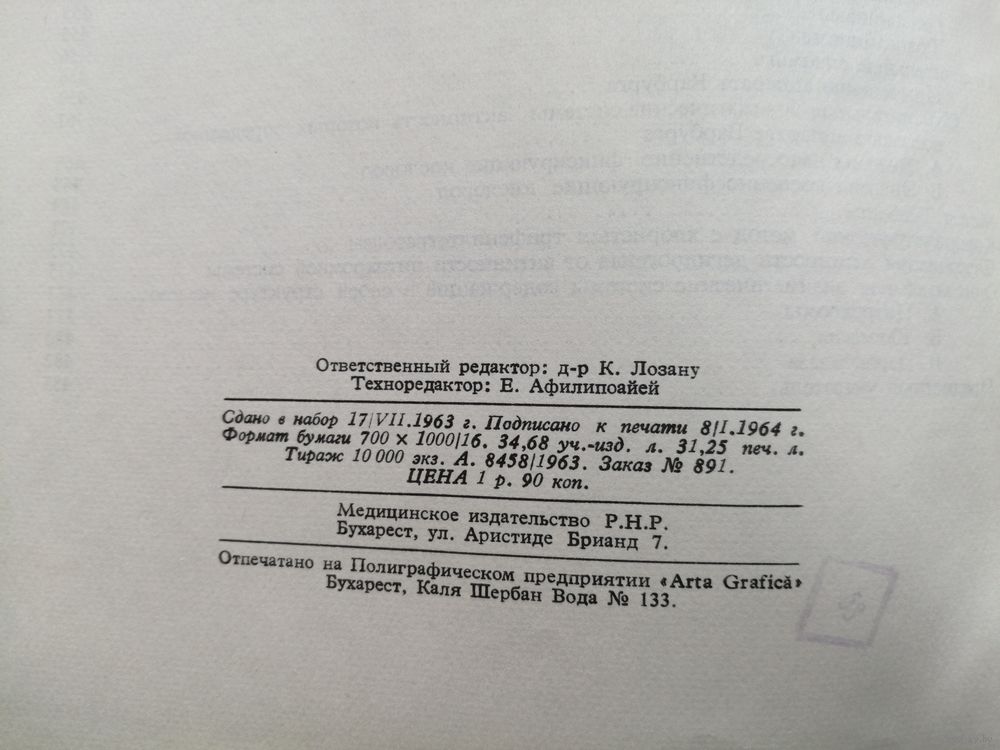 Ответственный редактор: д-р К. Лозану
Техноредактор: Е. Афилипоайей
Сдано в набор 17/VII.1963 г. Подписано к печати 8/I.1964 г.
Формат бумаги 700 × 1000/16. 34,68 уч.-изд. л. 31,25 печ. л.
Тираж 10 000 экз. А. 8458/1963. Заказ № 891.
ЦЕНА 1 р. 90 коп.
Медицинское издательство Р.Н.Р.
Бухарест, ул. Аристиде Брианд 7.
Отпечатано на Полиграфическом предприятии «Arta Grafică»
Бухарест, Каля Шербан Вода № 133.